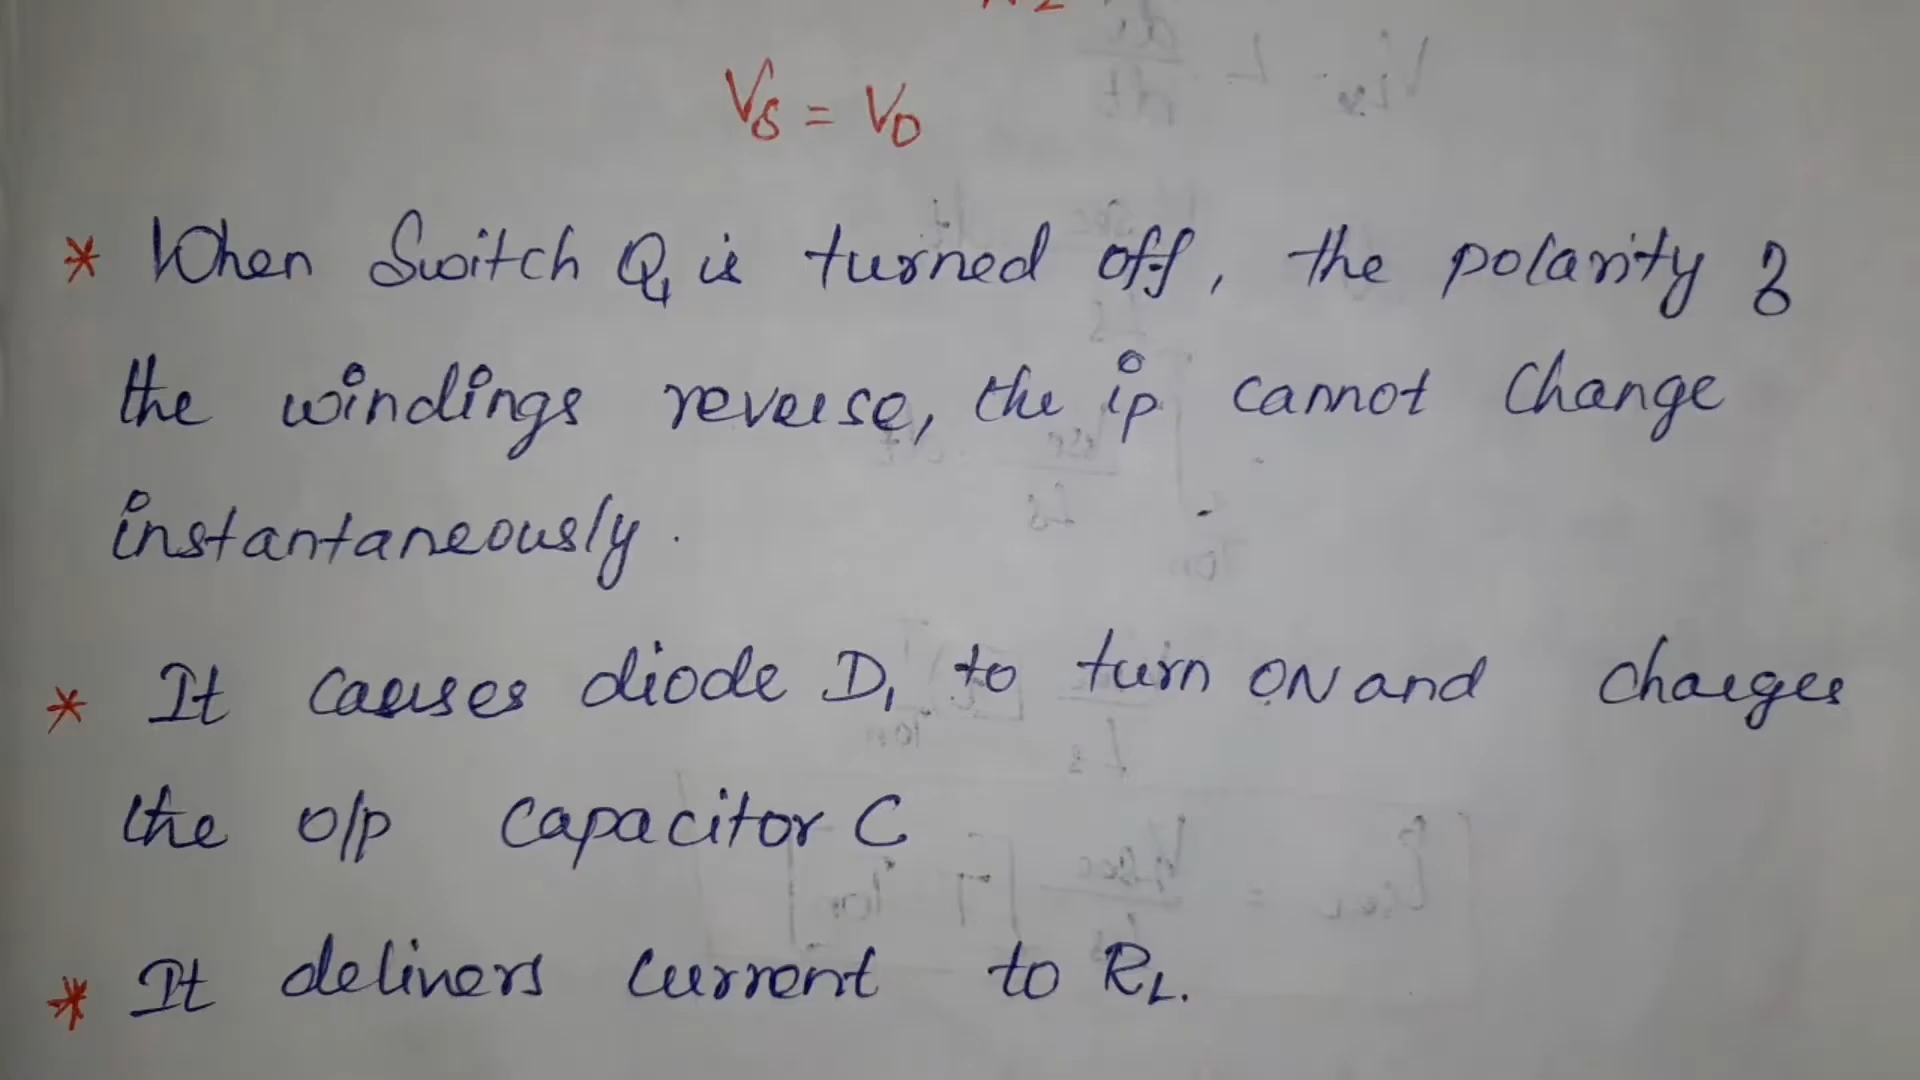 Vs = VO
* When Switch Q1 is turned off, the polarity of
the windings reverse, the ip cannot change
instantaneously.
* It causes diode D1 to turn ON and charges
the o/p capacitor C
* It delivers current to RL.